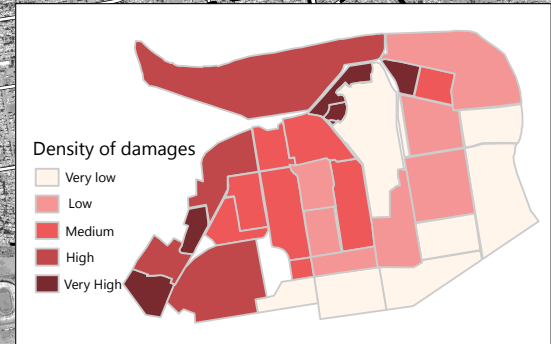 Density of damages
Very low
Low
Medium
High
Very High